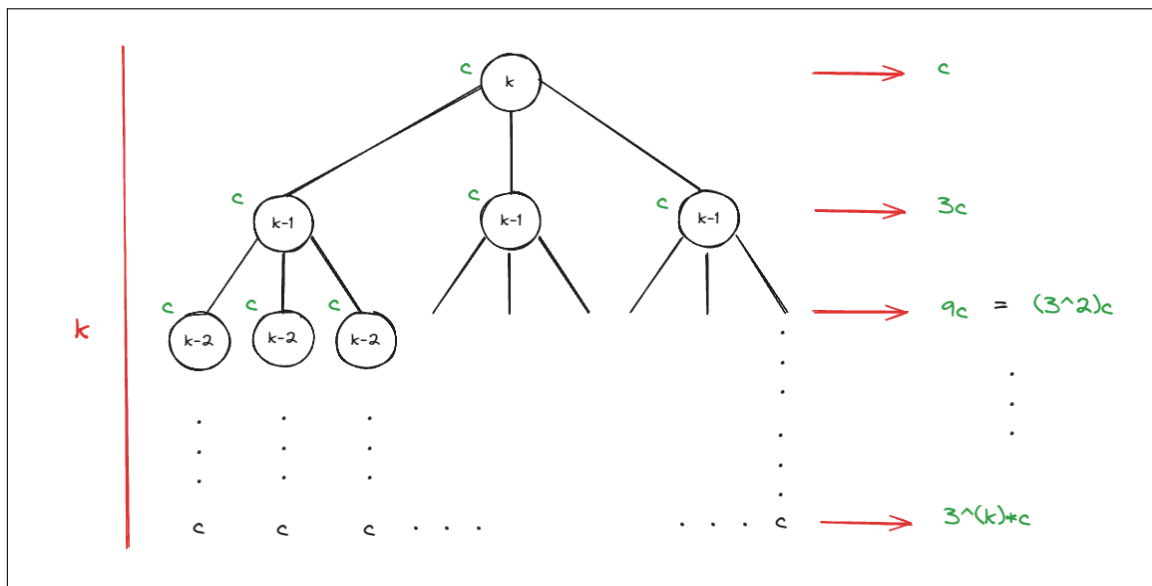 c k c
c k-1 c k-1 c k-1 3c
c k-2 c k-2 c k-2 9c = (3^2)c
k
c c c . . . . . . . c 3^(k)*c